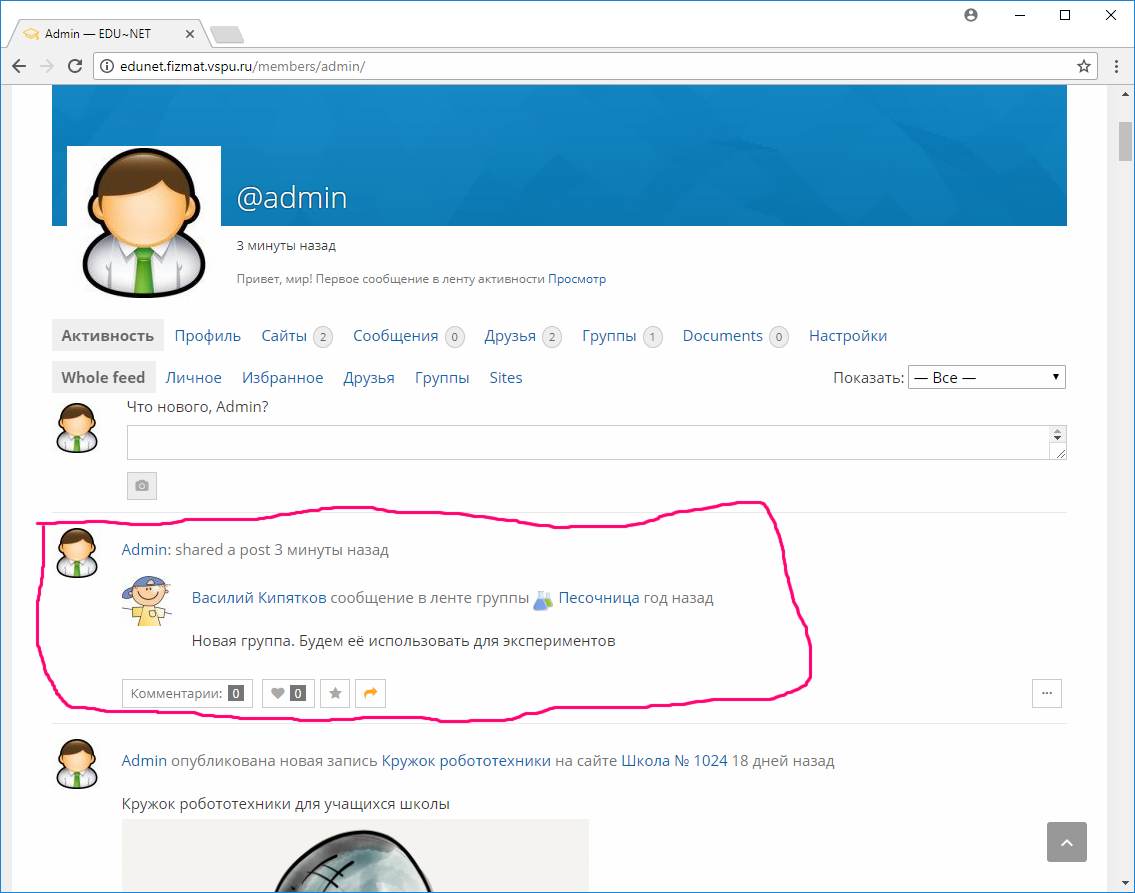 Admin — EDU~NET
edunet.fizmat.vspu.ru/members/admin/
@admin
3 минуты назад
Привет, мир! Первое сообщение в ленту активности Просмотр
Активность Профиль Сайты 2 Сообщения 0 Друзья 2 Группы 1 Documents 0 Настройки
Whole feed Личное Избранное Друзья Группы Sites Показать: — Все —
Что нового, Admin?
Admin: shared a post 3 минуты назад
Василий Кипятков сообщение в ленте группы Песочница год назад
Новая группа. Будем её использовать для экспериментов
Комментарии: 0 0 ...
Admin опубликована новая запись Кружок робототехники на сайте Школа № 1024 18 дней назад
Кружок робототехники для учащихся школы